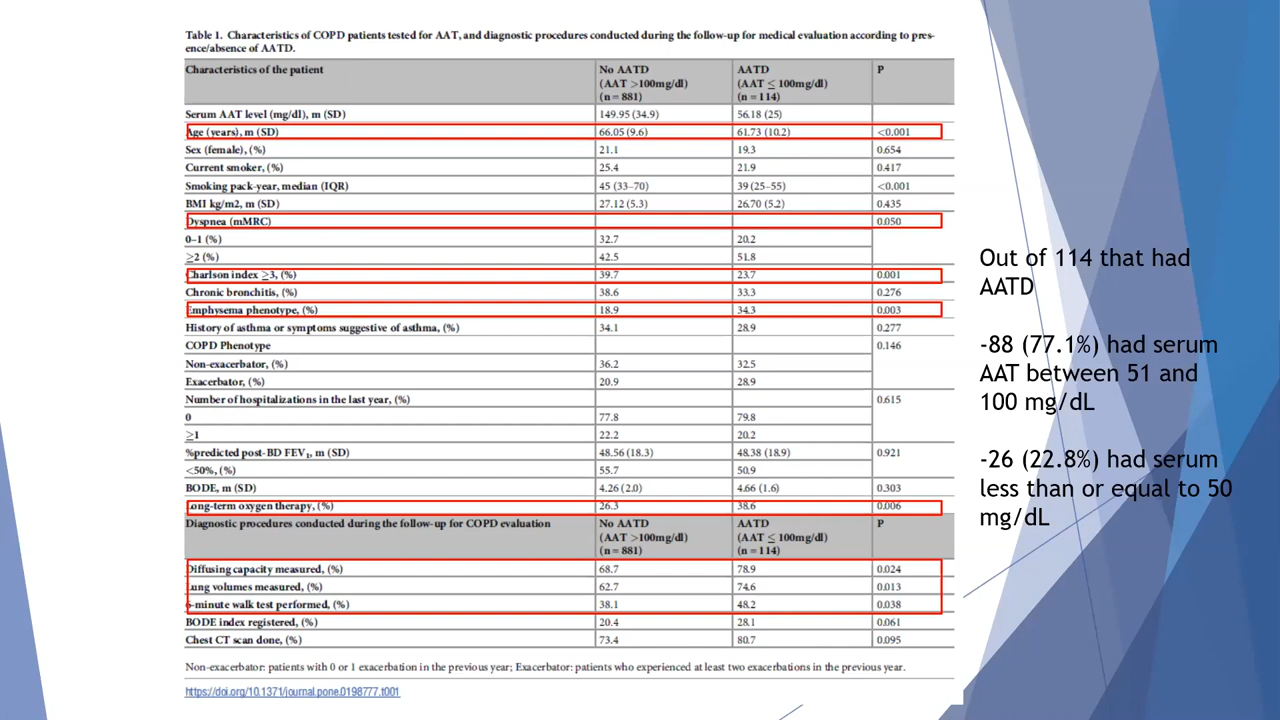 Table 1. Characteristics of COPD patients tested for AAT, and diagnostic procedures conducted during the follow-up for medical evaluation according to pres-
ence/absence of AATD.
Characteristics of the patient No AATD (AAT >100mg/dl) (n = 881) AATD (AAT ≤ 100mg/dl) (n = 114) P
Serum AAT level (mg/dl), m (SD) 149.95 (34.9) 56.18 (25)
Age (years), m (SD) 66.05 (9.6) 61.73 (10.2) <0.001
Sex (female), (%) 21.1 19.3 0.654
Current smoker, (%) 25.4 21.9 0.417
Smoking pack-year, median (IQR) 45 (33–70) 39 (25–55) <0.001
BMI kg/m2, m (SD) 27.12 (5.3) 26.70 (5.2) 0.435
Dyspnea (mMRC) 0.050
0–1 (%) 32.7 20.2
≥2 (%) 42.5 51.8
Charlson index ≥3, (%) 39.7 23.7 0.001
Chronic bronchitis, (%) 38.6 33.3 0.276
Emphysema phenotype, (%) 18.9 34.3 0.003
History of asthma or symptoms suggestive of asthma, (%) 34.1 28.9 0.277
COPD Phenotype 0.146
Non-exacerbator, (%) 36.2 32.5
Exacerbator, (%) 20.9 28.9
Number of hospitalizations in the last year, (%) 0.615
0 77.8 79.8
≥1 22.2 20.2
%predicted post-BD FEV1, m (SD) 48.56 (18.3) 48.38 (18.9) 0.921
<50%, (%) 55.7 50.9
BODE, m (SD) 4.26 (2.0) 4.66 (1.6) 0.303
Long-term oxygen therapy, (%) 26.3 38.6 0.006
Diagnostic procedures conducted during the follow-up for COPD evaluation No AATD (AAT >100mg/dl) (n = 881) AATD (AAT ≤ 100mg/dl) (n = 114) P
Diffusing capacity measured, (%) 68.7 78.9 0.024
Lung volumes measured, (%) 62.7 74.6 0.013
6-minute walk test performed, (%) 38.1 48.2 0.038
BODE index registered, (%) 20.4 28.1 0.061
Chest CT scan done, (%) 73.4 80.7 0.095
Non-exacerbator: patients with 0 or 1 exacerbation in the previous year; Exacerbator: patients who experienced at least two exacerbations in the previous year.
https://doi.org/10.1371/journal.pone.0198777.t001
Out of 114 that had
AATD
-88 (77.1%) had serum
AAT between 51 and
100 mg/dL
-26 (22.8%) had serum
less than or equal to 50
mg/dL